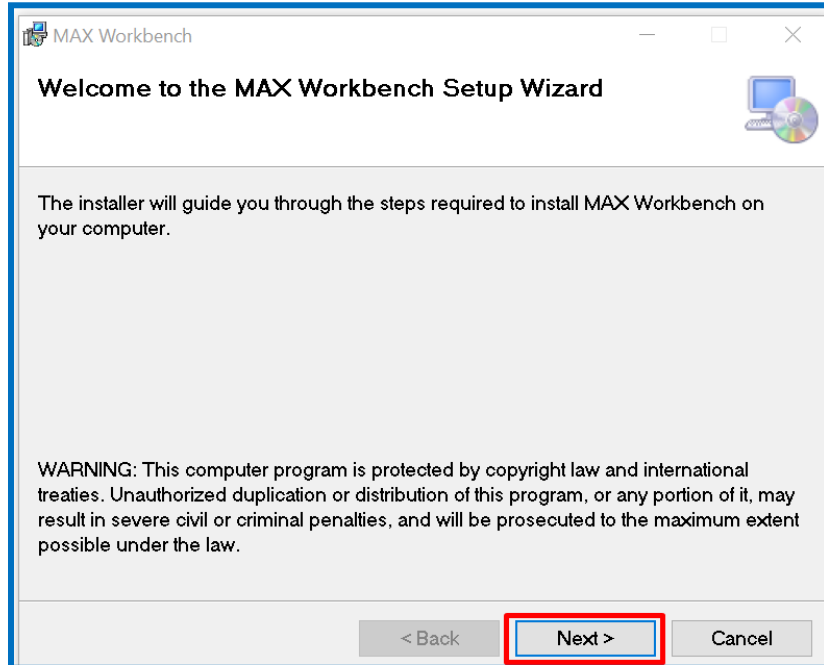 MAX Workbench
Welcome to the MAX Workbench Setup Wizard
The installer will guide you through the steps required to install MAX Workbench on
your computer.
WARNING: This computer program is protected by copyright law and international
treaties. Unauthorized duplication or distribution of this program, or any portion of it, may
result in severe civil or criminal penalties, and will be prosecuted to the maximum extent
possible under the law.
< Back Next > Cancel